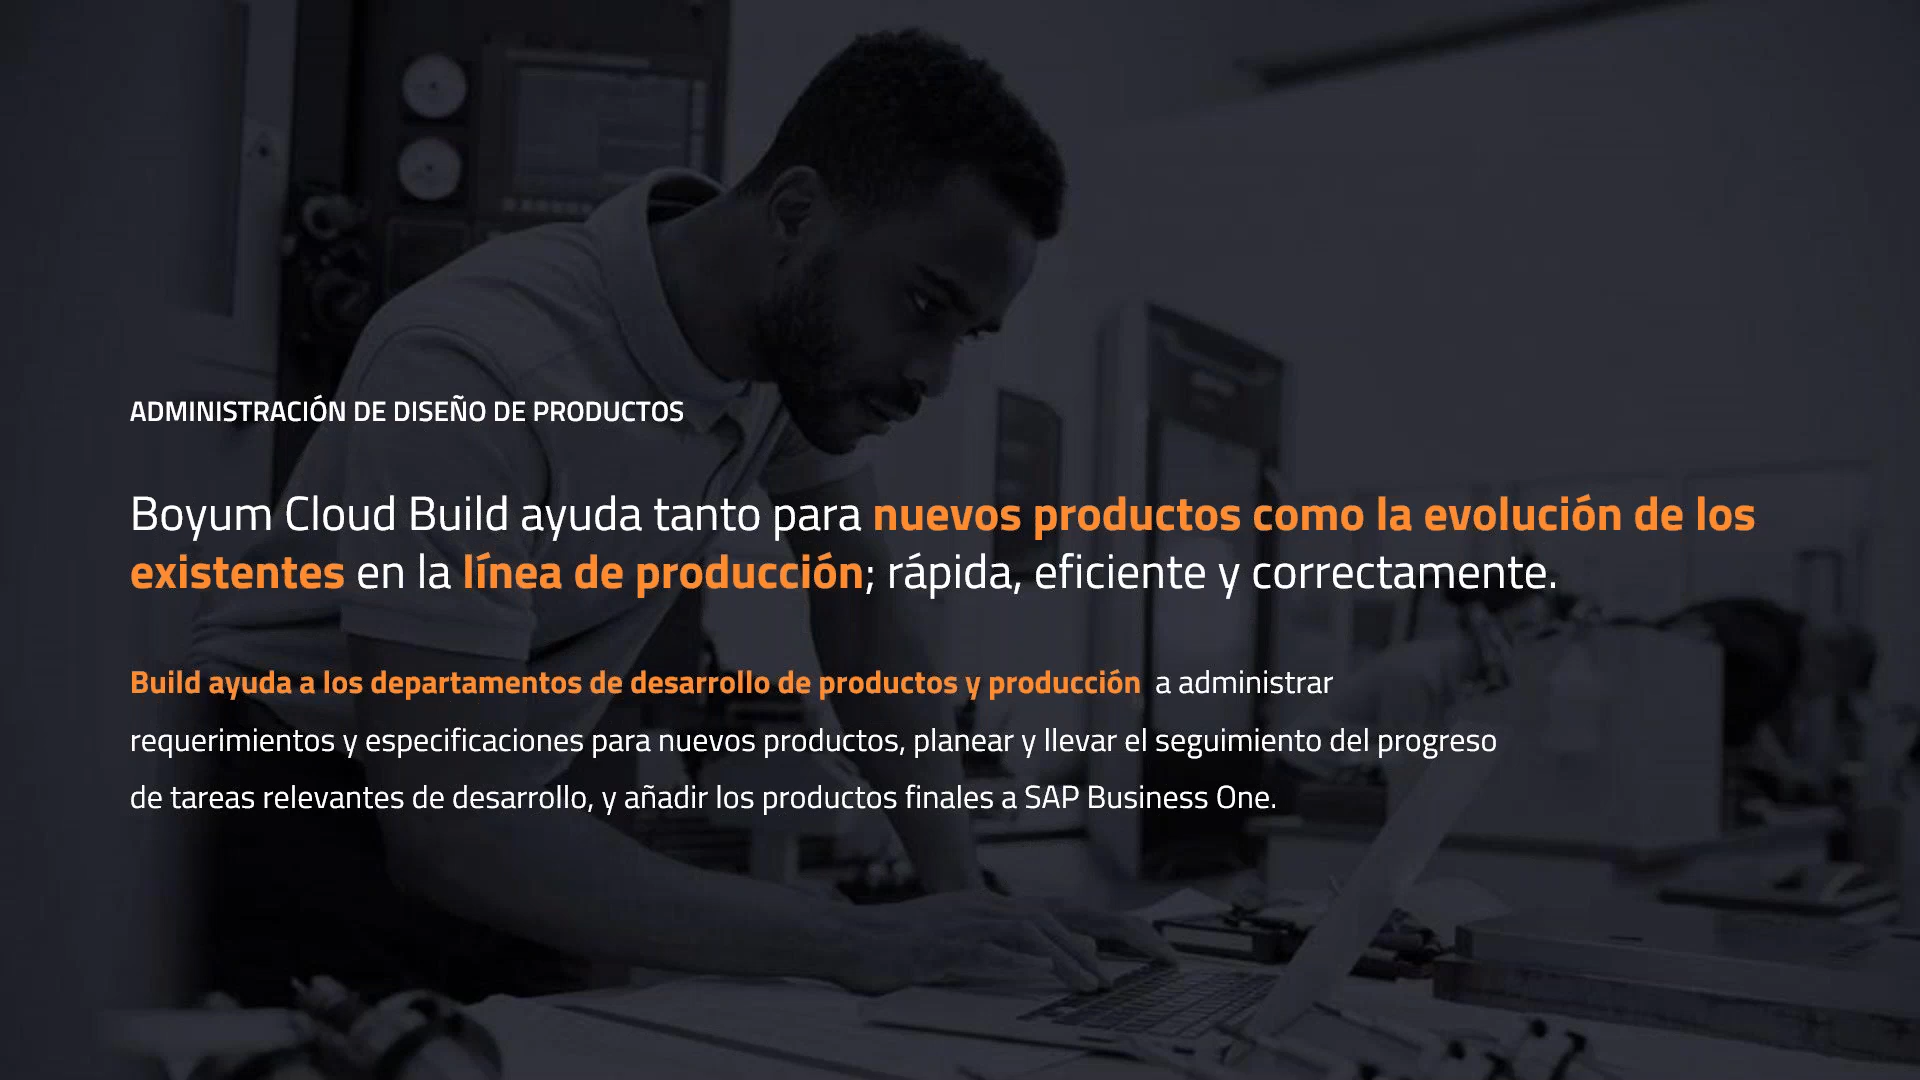 ADMINISTRACIÓN DE DISEÑO DE PRODUCTOS
Boyum Cloud Build ayuda tanto para nuevos productos como la evolución de los
existentes en la línea de producción; rápida, eficiente y correctamente.
Build ayuda a los departamentos de desarrollo de productos y producción a administrar
requerimientos y especificaciones para nuevos productos, planear y llevar el seguimiento del progreso
de tareas relevantes de desarrollo, y añadir los productos finales a SAP Business One.